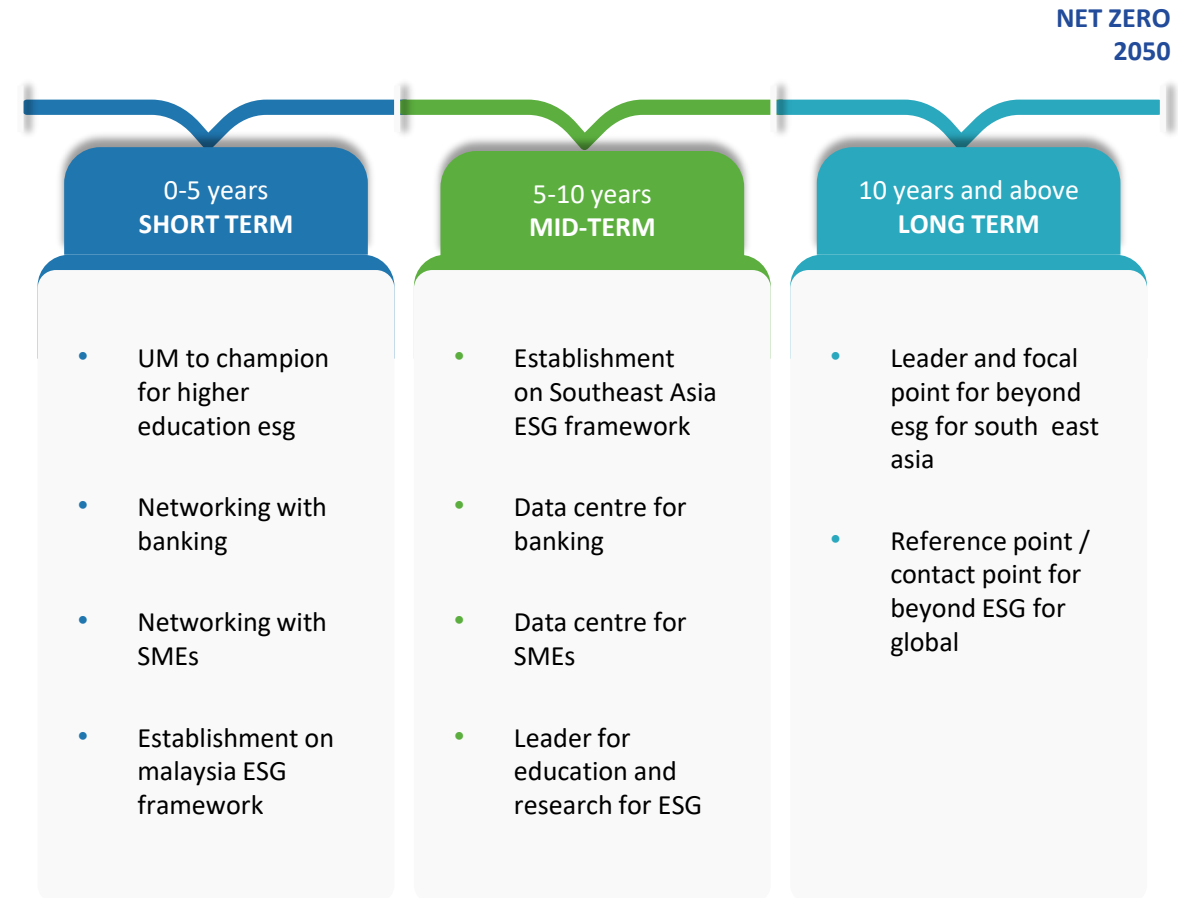 NET ZERO
2050
0-5 years
SHORT TERM
• UM to champion
for higher
education esg
• Networking with
banking
• Networking with
SMEs
• Establishment on
malaysia ESG
framework
5-10 years
MID-TERM
• Establishment
on Southeast Asia
ESG framework
• Data centre for
banking
• Data centre for
SMEs
• Leader for
education and
research for ESG
10 years and above
LONG TERM
• Leader and focal
point for beyond
esg for south  east
asia
• Reference point /
contact point for
beyond ESG for
global